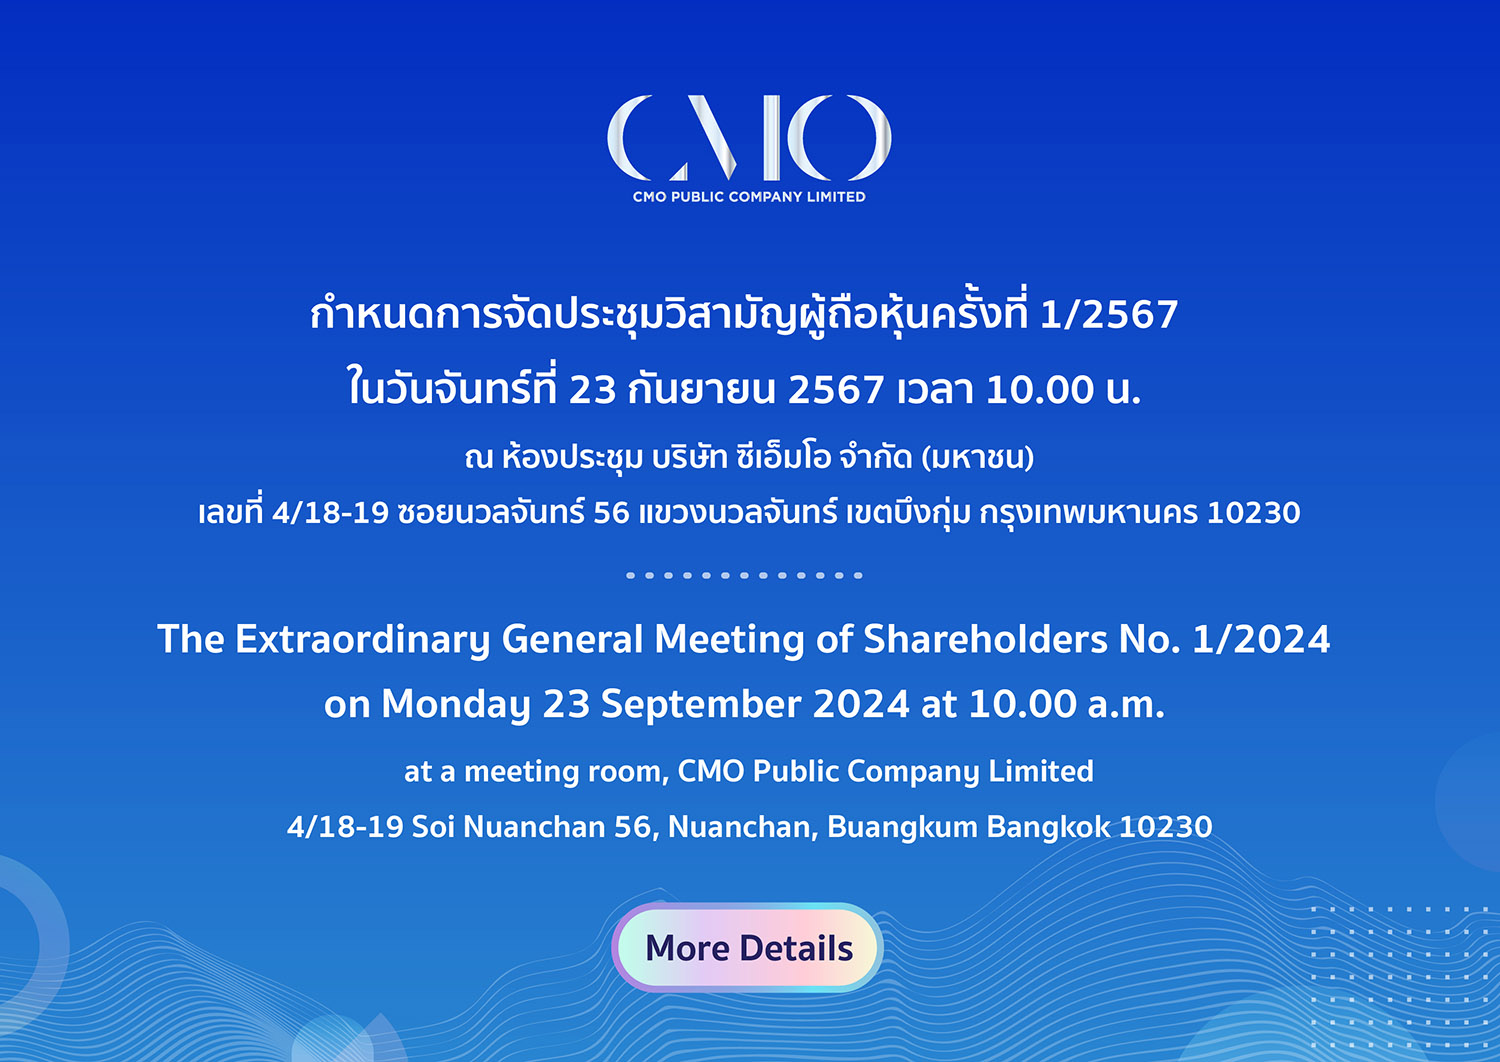 CMO
CMO PUBLIC COMPANY LIMITED
กำหนดการจัดประชุมวิสามัญผู้ถือหุ้นครั้งที่ 1/2567
ในวันจันทร์ที่ 23 กันยายน 2567 เวลา 10.00 น.
ณ ห้องประชุม บริษัท ซีเอ็มโอ จำกัด (มหาชน)
เลขที่ 4/18-19 ซอยนวลจันทร์ 56 แขวงนวลจันทร์ เขตบึงกุ่ม กรุงเทพมหานคร 10230
The Extraordinary General Meeting of Shareholders No. 1/2024
on Monday 23 September 2024 at 10.00 a.m.
at a meeting room, CMO Public Company Limited
4/18-19 Soi Nuanchan 56, Nuanchan, Buangkum Bangkok 10230
More Details